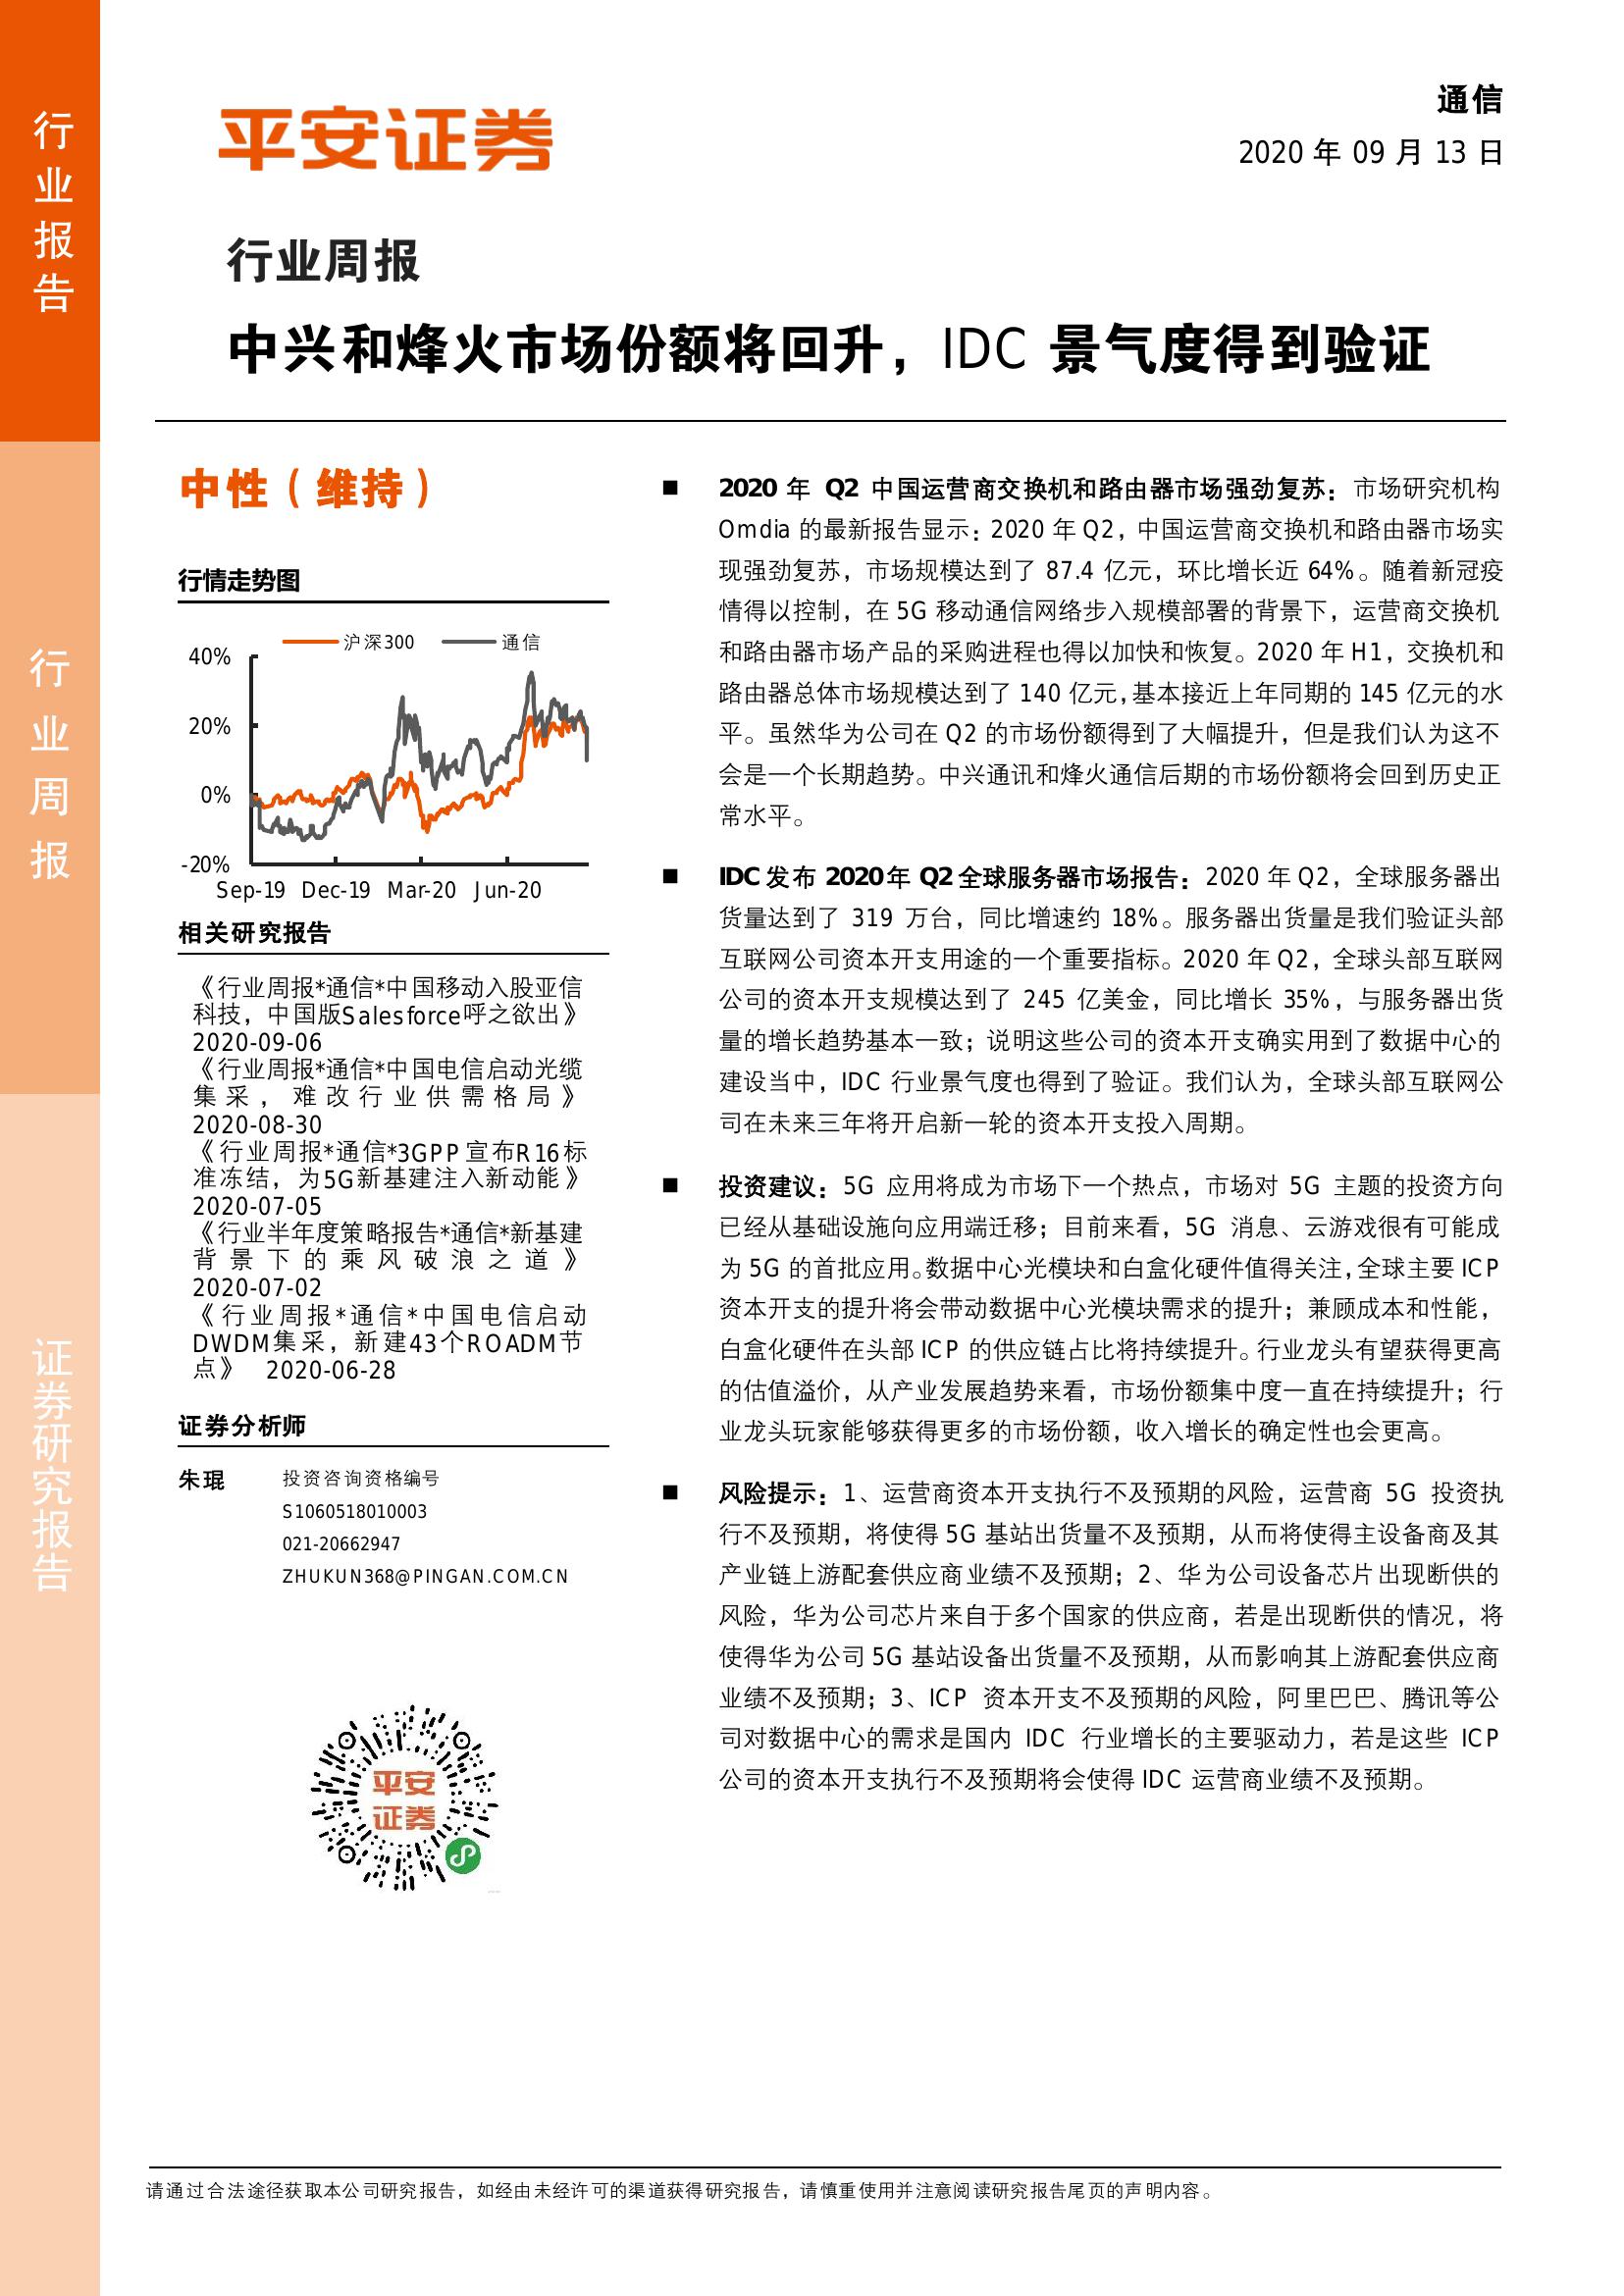 行业报告
行业周报
证券研究报告
平安证券
通信
2020 年 09 月 13 日
行业周报
中兴和烽火市场份额将回升，IDC 景气度得到验证
中性（维持）
行情走势图
沪深300 通信
40%
20%
0%
-20%
Sep-19 Dec-19 Mar-20 Jun-20
相关研究报告
《行业周报*通信*中国移动入股亚信
科技，中国版Salesforce呼之欲出》
2020-09-06
《行业周报*通信*中国电信启动光缆
集采，难改行业供需格局》
2020-08-30
《行业周报*通信*3GPP宣布R16标
准冻结，为5G新基建注入新动能》
2020-07-05
《行业半年度策略报告*通信*新基建
背景下的乘风破浪之道》
2020-07-02
《行业周报*通信*中国电信启动
DWDM集采，新建43个ROADM节
点》 2020-06-28
证券分析师
朱琨 投资咨询资格编号
S1060518010003
021-20662947
ZHUKUN368@PINGAN.COM.CN
平安
证券
■ 2020 年 Q2 中国运营商交换机和路由器市场强劲复苏：市场研究机构
Omdia 的最新报告显示：2020 年 Q2，中国运营商交换机和路由器市场实
现强劲复苏，市场规模达到了 87.4 亿元，环比增长近 64%。随着新冠疫
情得以控制，在 5G 移动通信网络步入规模部署的背景下，运营商交换机
和路由器市场产品的采购进程也得以加快和恢复。2020 年 H1，交换机和
路由器总体市场规模达到了 140 亿元，基本接近上年同期的 145 亿元的水
平。虽然华为公司在 Q2 的市场份额得到了大幅提升，但是我们认为这不
会是一个长期趋势。中兴通讯和烽火通信后期的市场份额将会回到历史正
常水平。
■ IDC 发布 2020 年 Q2 全球服务器市场报告：2020 年 Q2，全球服务器出
货量达到了 319 万台，同比增速约 18%。服务器出货量是我们验证头部
互联网公司资本开支用途的一个重要指标。2020 年 Q2，全球头部互联网
公司的资本开支规模达到了 245 亿美金，同比增长 35%，与服务器出货
量的增长趋势基本一致；说明这些公司的资本开支确实用到了数据中心的
建设当中，IDC 行业景气度也得到了验证。我们认为，全球头部互联网公
司在未来三年将开启新一轮的资本开支投入周期。
■ 投资建议：5G 应用将成为市场下一个热点，市场对 5G 主题的投资方向
已经从基础设施向应用端迁移；目前来看，5G 消息、云游戏很有可能成
为 5G 的首批应用。数据中心光模块和白盒化硬件值得关注，全球主要 ICP
资本开支的提升将会带动数据中心光模块需求的提升；兼顾成本和性能，
白盒化硬件在头部 ICP 的供应链占比将持续提升。行业龙头有望获得更高
的估值溢价，从产业发展趋势来看，市场份额集中度一直在持续提升；行
业龙头玩家能够获得更多的市场份额，收入增长的确定性也会更高。
■ 风险提示：1、运营商资本开支执行不及预期的风险，运营商 5G 投资执
行不及预期，将使得 5G 基站出货量不及预期，从而将使得主设备商及其
产业链上游配套供应商业绩不及预期；2、华为公司设备芯片出现断供的
风险，华为公司芯片来自于多个国家的供应商，若是出现断供的情况，将
使得华为公司 5G 基站设备出货量不及预期，从而影响其上游配套供应商
业绩不及预期；3、ICP 资本开支不及预期的风险，阿里巴巴、腾讯等公
司对数据中心的需求是国内 IDC 行业增长的主要驱动力，若是这些 ICP
公司的资本开支执行不及预期将会使得 IDC 运营商业绩不及预期。
请通过合法途径获取本公司研究报告，如经由未经许可的渠道获得研究报告，请慎重使用并注意阅读研究报告尾页的声明内容。